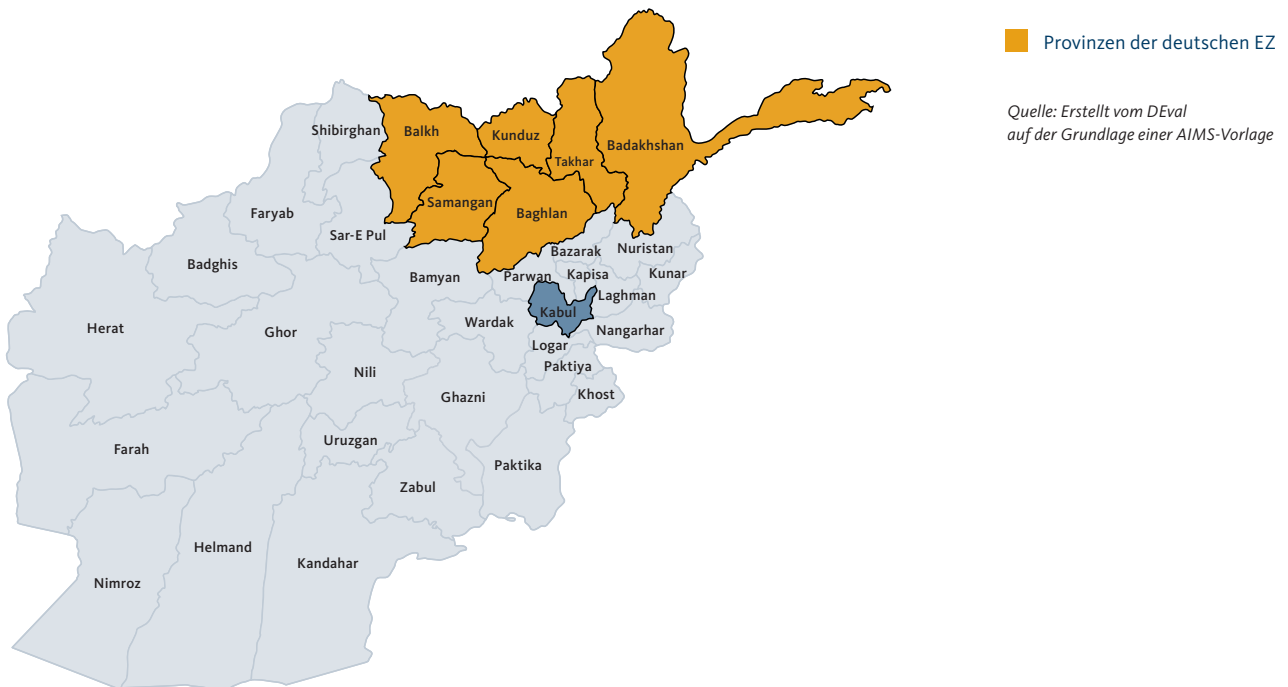 Provinzen der deutschen EZ
Quelle: Erstellt vom DEval
auf der Grundlage einer AIMS-Vorlage
Shibirghan
Balkh
Kunduz
Takhar
Badakhshan
Samangan
Baghlan
Faryab
Sar-E Pul
Badghis
Bamyan
Bazarak
Nuristan
Parwan
Kapisa
Kunar
Laghman
Kabul
Herat
Ghor
Wardak
Nangarhar
Logar
Paktiya
Nili
Ghazni
Khost
Farah
Uruzgan
Paktika
Zabul
Helmand
Kandahar
Nimroz